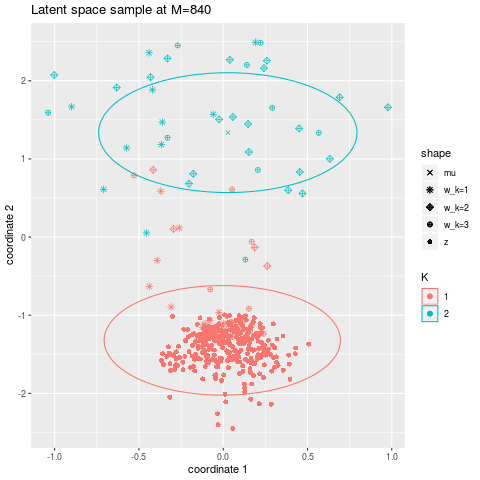 Latent space sample at M=840
coordinate 2
2
1
0
-1
-2
-1.0
-0.5
0.0
0.5
1.0
coordinate 1
shape
mu
w_k=1
w_k=2
w_k=3
z
K
1
2